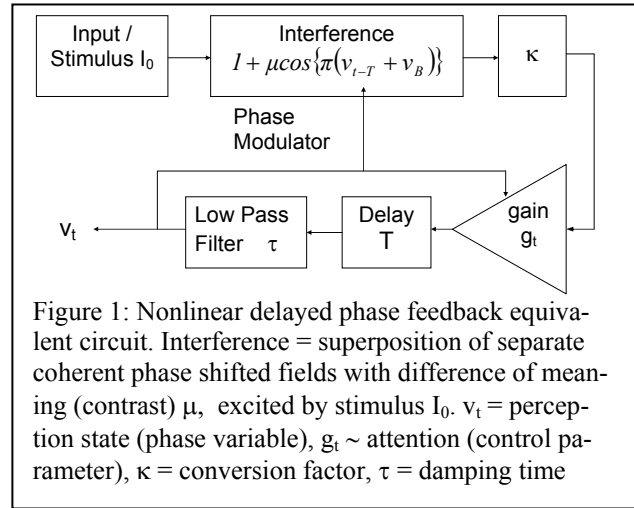 Input /
Stimulus I₀
Interference
1 + μcos{π(v_{t−T} + v_B)}
κ
Phase
Modulator
v_t
Low Pass
Filter τ
Delay
T
gain
g_t
Figure 1: Nonlinear delayed phase feedback equiva-
lent circuit. Interference = superposition of separate
coherent phase shifted fields with difference of mean-
ing (contrast) μ, excited by stimulus I₀. v_t = percep-
tion state (phase variable), g_t ~ attention (control pa-
rameter), κ = conversion factor, τ = damping time